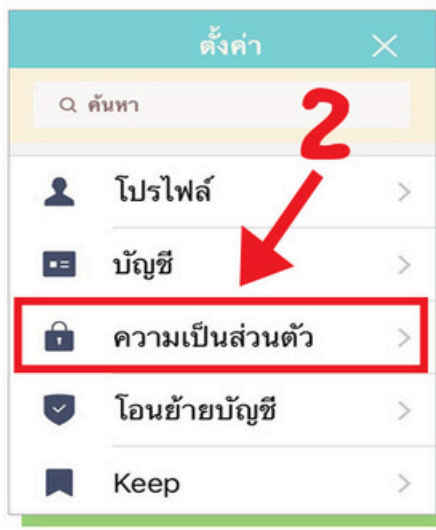 ตั้งค่า
ค้นหา
2
โปรไฟล์
บัญชี
ความเป็นส่วนตัว
โอนย้ายบัญชี
Keep